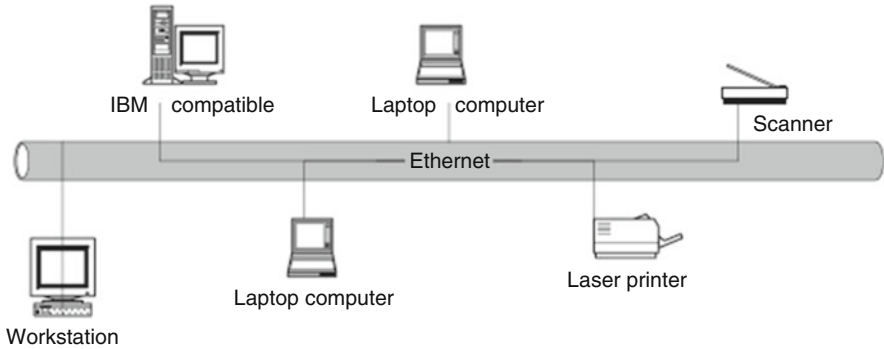 IBM compatible
Laptop computer
Scanner
Ethernet
Laptop computer
Laser printer
Workstation